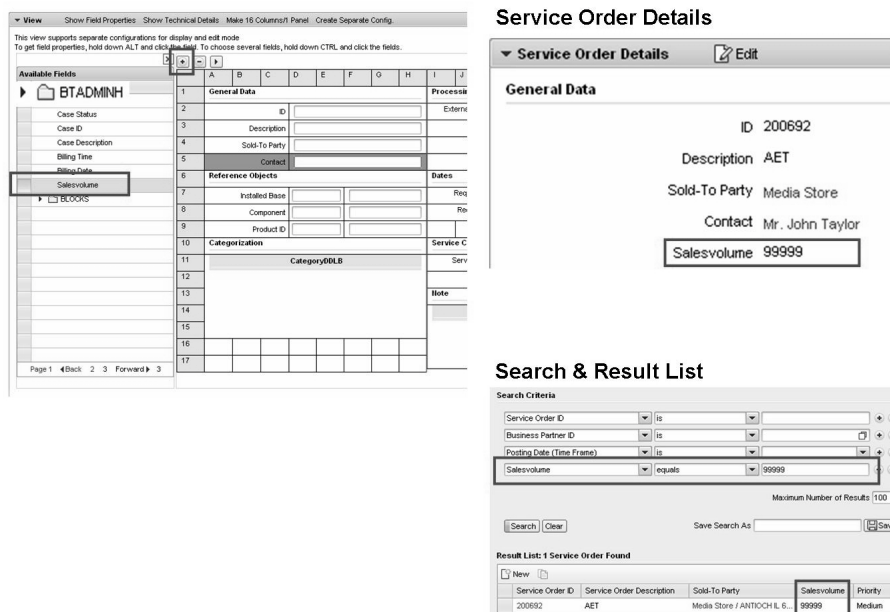 View Show Field Properties Show Technical Details Make 16 Columns/1 Panel Create Separate Config.
This view supports separate configurations for display and edit mode
To get field properties, hold down ALT and click the field. To choose several fields, hold down CTRL and click the fields.
Available Fields
BTADMINH
Case Status
Case ID
Case Description
Billing Time
Billing Date
Salesvolume
BLOCKS
Page 1 Back 2 3 Forward 3
A B C D E F G H I J
1 General Data Processin
2 ID Externa
3 Description
4 Sold-To Party
5 Contact
6 Reference Objects Dates
7 Installed Base Req
8 Component Re
9 Product ID
10 Categorization Service C
11 CategoryDDLB Serv
12
13 Note
14
15
16
17
Service Order Details
Service Order Details Edit
General Data
ID 200692
Description AET
Sold-To Party Media Store
Contact Mr. John Taylor
Salesvolume 99999
Search & Result List
Search Criteria
Service Order ID is
Business Partner ID is
Posting Date (Time Frame) is
Salesvolume equals 99999
Maximum Number of Results 100
Search Clear Save Search As Sav
Result List: 1 Service Order Found
New
Service Order ID Service Order Description Sold-To Party Salesvolume Priority
200692 AET Media Store / ANTIOCH IL 6... 99999 Medium